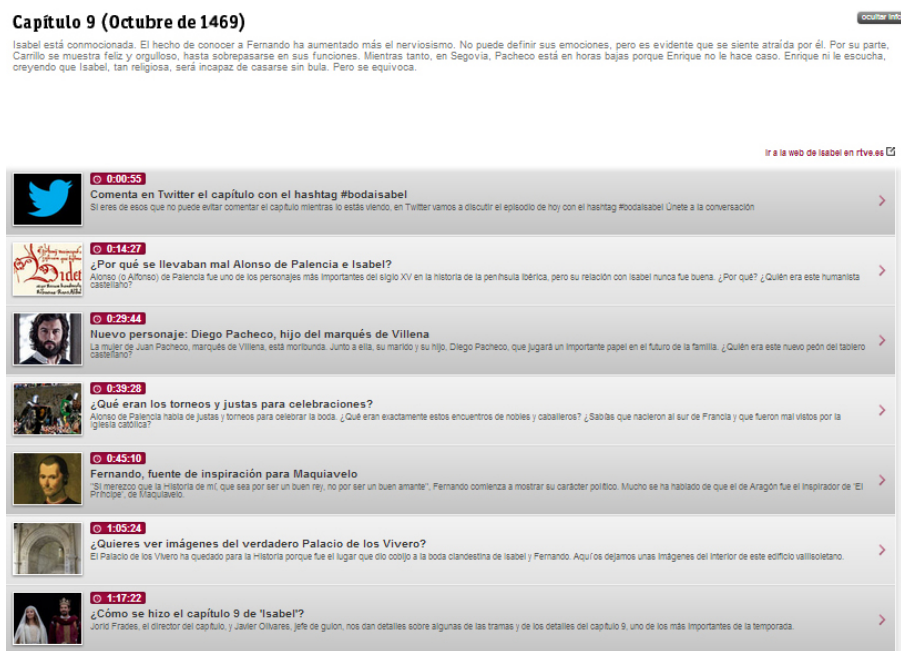 Capítulo 9 (Octubre de 1469)
ocultar info
Isabel está conmocionada. El hecho de conocer a Fernando ha aumentado más el nerviosismo. No puede definir sus emociones, pero es evidente que se siente atraída por él. Por su parte,
Carrillo se muestra feliz y orgulloso, hasta sobrepasarse en sus funciones. Mientras tanto, en Segovia, Pacheco está en horas bajas porque Enrique no le hace caso. Enrique ni le escucha,
creyendo que Isabel, tan religiosa, será incapaz de casarse sin bula. Pero se equivoca.
Ir a la web de Isabel en rtve.es
0:00:55
Comenta en Twitter el capítulo con el hashtag #bodaisabel
Si eres de esos que no puede evitar comentar el capítulo mientras lo estás viendo, en Twitter vamos a discutir el episodio de hoy con el hashtag #bodaisabel Únete a la conversación
0:14:27
¿Por qué se llevaban mal Alonso de Palencia e Isabel?
Alonso (o Alfonso) de Palencia fue uno de los personajes más importantes del siglo XV en la historia de la península Ibérica, pero su relación con Isabel nunca fue buena. ¿Por qué? ¿Quién era este humanista
castellano?
0:29:44
Nuevo personaje: Diego Pacheco, hijo del marqués de Villena
La mujer de Juan Pacheco, marqués de Villena, está moribunda. Junto a ella, su marido y su hijo, Diego Pacheco, que jugará un importante papel en el futuro de la familia. ¿Quién era este nuevo peón del tablero
castellano?
0:39:28
¿Qué eran los torneos y justas para celebraciones?
Alonso de Palencia habla de justas y torneos para celebrar la boda. ¿Qué eran exactamente estos encuentros de nobles y caballeros? ¿Sabías que nacieron al sur de Francia y que fueron mal vistos por la
Iglesia católica?
0:45:10
Fernando, fuente de inspiración para Maquiavelo
"Si merezco que la Historia de mí, que sea por ser un buen rey, no por ser un buen amante", Fernando comienza a mostrar su carácter político. Mucho se ha hablado de que el de Aragón fue el inspirador de 'El
Príncipe', de Maquiavelo.
1:05:24
¿Quieres ver imágenes del verdadero Palacio de los Vivero?
El Palacio de los Vivero ha quedado para la Historia porque fue el lugar que dio cobijo a la boda clandestina de Isabel y Fernando. Aquí os dejamos unas imágenes del interior de este edificio vallisoletano.
1:17:22
¿Cómo se hizo el capítulo 9 de 'Isabel'?
Jorid Frades, el director del capítulo, y Javier Olivares, jefe de guion, nos dan detalles sobre algunas de las tramas y de los detalles del capítulo 9, uno de los más importantes de la temporada.